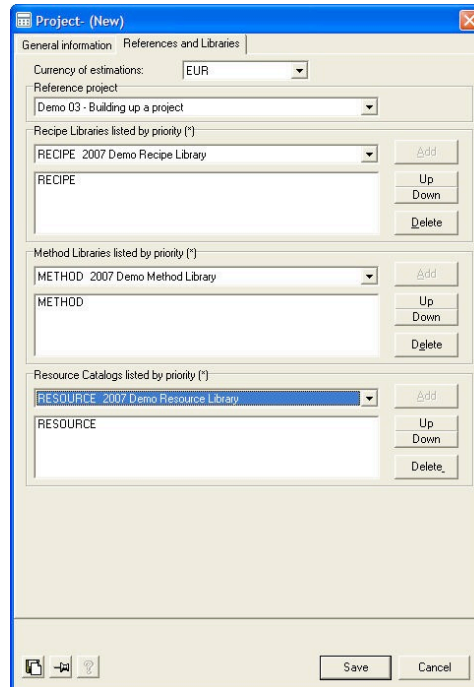 Project- (New)
General information References and Libraries
Currency of estimations: EUR
Reference project
Demo 03 - Building up a project
Recipe Libraries listed by priority (*)
RECIPE 2007 Demo Recipe Library Add
RECIPE Up
Down
Delete
Method Libraries listed by priority (*)
METHOD 2007 Demo Method Library Add
METHOD Up
Down
Delete
Resource Catalogs listed by priority (*)
RESOURCE 2007 Demo Resource Library Add
RESOURCE Up
Down
Delete
? Save Cancel